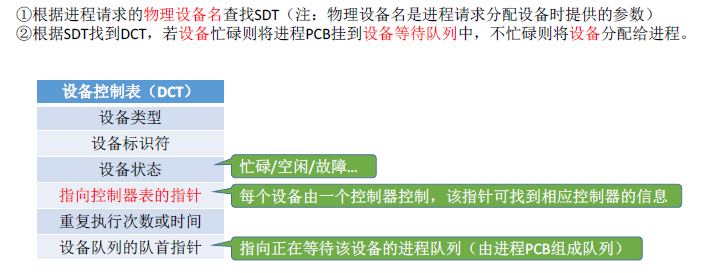 ①根据进程请求的物理设备名查找SDT（注：物理设备名是进程请求分配设备时提供的参数）
②根据SDT找到DCT，若设备忙碌则将进程PCB挂到设备等待队列中，不忙碌则将设备分配给进程。
设备控制表（DCT）
设备类型
设备标识符
设备状态
忙碌/空闲/故障…
指向控制器表的指针
每个设备由一个控制器控制，该指针可找到相应控制器的信息
重复执行次数或时间
设备队列的队首指针
指向正在等待该设备的进程队列（由进程PCB组成队列）